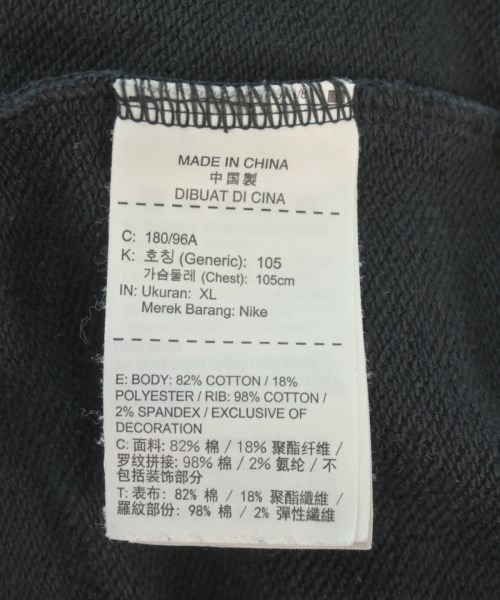 MADE IN CHINA
中国製
DIBUAT DI CINA
C: 180/96A
K: 호칭 (Generic): 105
가슴둘레 (Chest): 105cm
IN: Ukuran: XL
Merek Barang: Nike
E: BODY: 82% COTTON / 18%
POLYESTER / RIB: 98% COTTON /
2% SPANDEX / EXCLUSIVE OF
DECORATION
C: 面料: 82% 棉 / 18% 聚酯纤维 /
罗纹拼接: 98% 棉 / 2% 氨纶 / 不
包括装饰部分
T: 表布: 82% 棉 / 18% 聚酯纖維 /
羅紋部份: 98% 棉 / 2% 彈性纖維